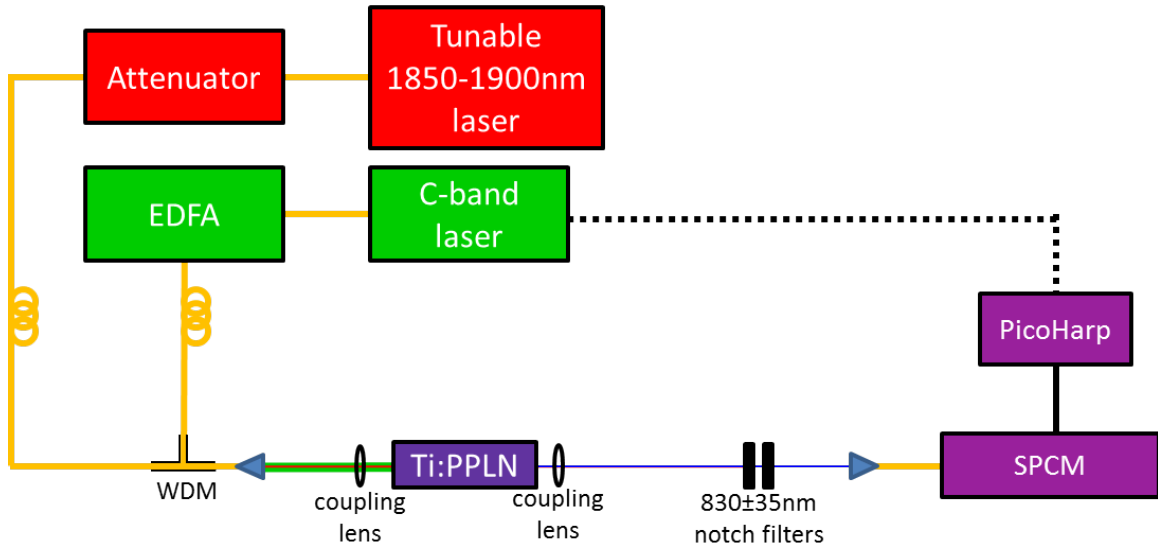 Attenuator
Tunable
1850-1900nm
laser
EDFA
C-band
laser
PicoHarp
SPCM
Ti:PPLN
WDM
coupling
lens
coupling
lens
830±35nm
notch filters